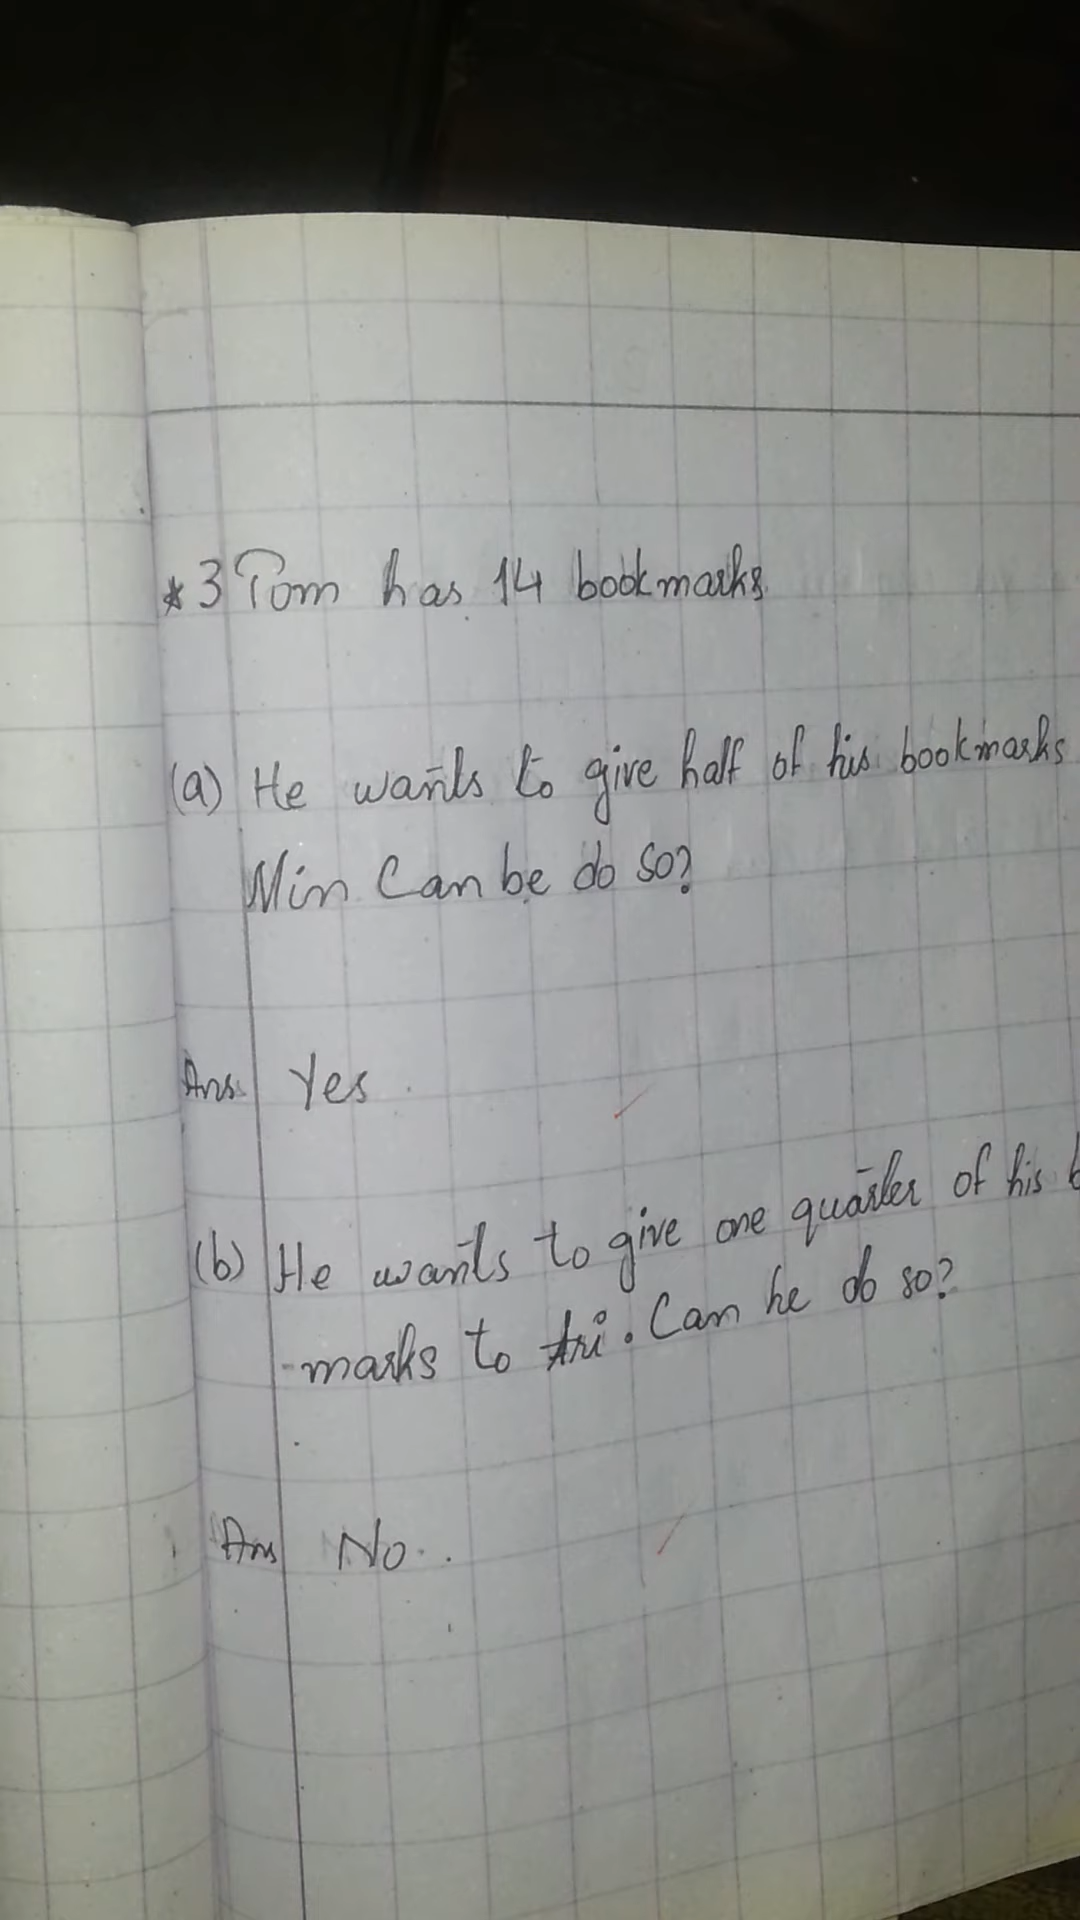 *3 Tom has 14 bookmarks.
(a) He wants to give half of his bookmarks
Min. Can be do so?
Ans Yes.
(b) He wants to give one quarter of his b
-marks to Ari. Can he do so?
Ans No.